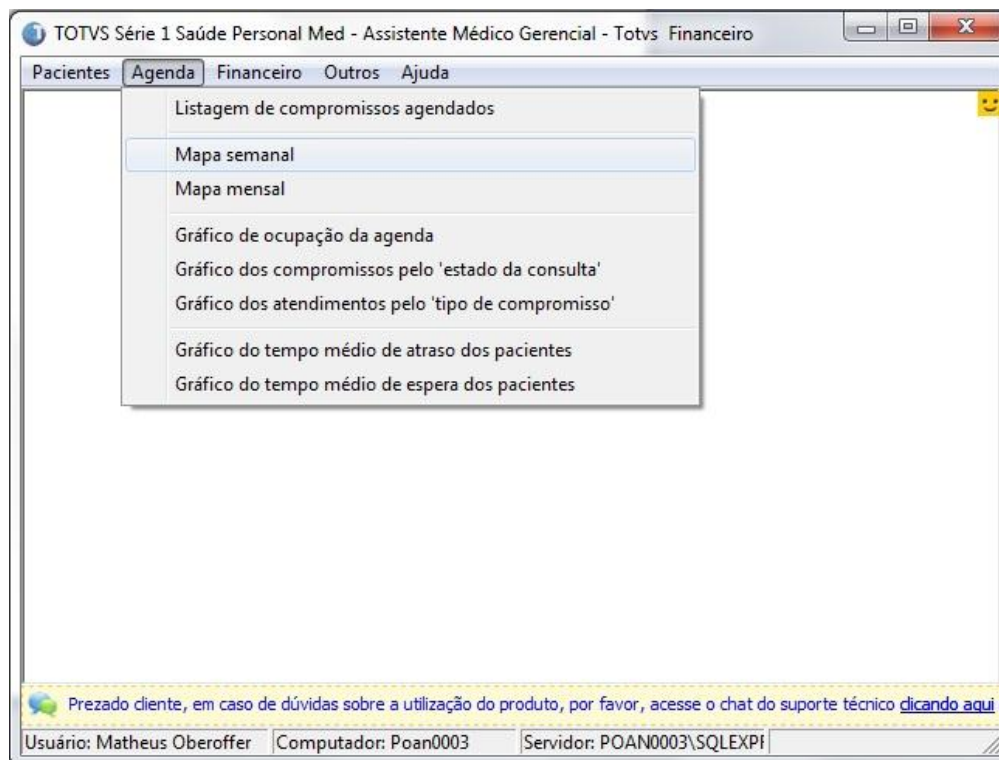 TOTVS Série 1 Saúde Personal Med - Assistente Médico Gerencial - Totvs Financeiro
Pacientes Agenda Financeiro Outros Ajuda
Listagem de compromissos agendados
Mapa semanal
Mapa mensal
Gráfico de ocupação da agenda
Gráfico dos compromissos pelo 'estado da consulta'
Gráfico dos atendimentos pelo 'tipo de compromisso'
Gráfico do tempo médio de atraso dos pacientes
Gráfico do tempo médio de espera dos pacientes
Prezado cliente, em caso de dúvidas sobre a utilização do produto, por favor, acesse o chat do suporte técnico clicando aqui
Usuário: Matheus Oberoffer Computador: Poan0003 Servidor: POAN0003\SQLEXPF